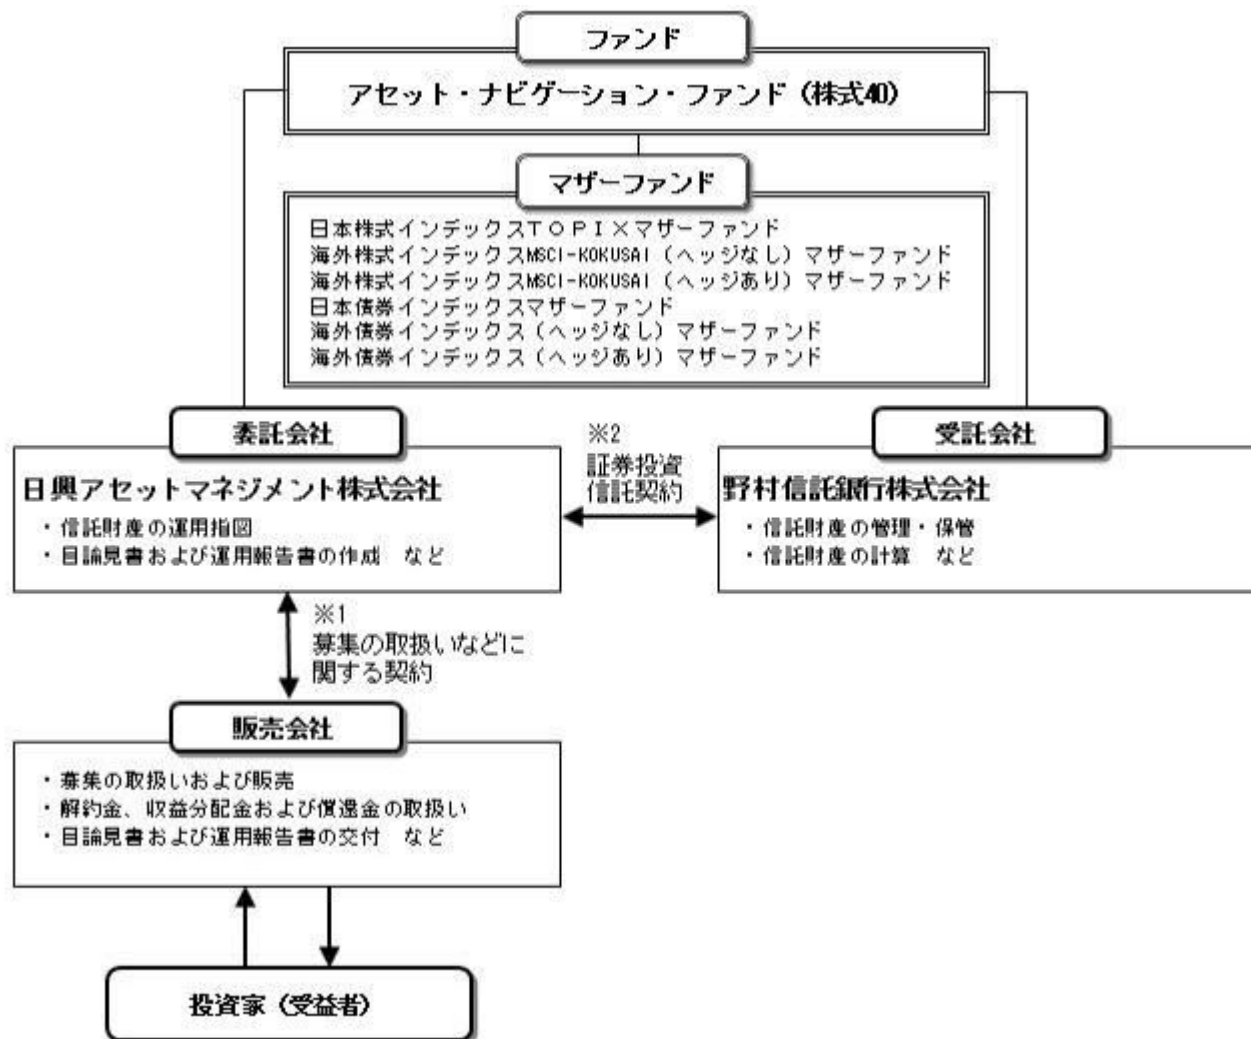 ファンド
アセット・ナビゲーション・ファンド（株式40）
マザーファンド
日本株式インデックスＴＯＰＩＸマザーファンド
海外株式インデックスMSCI-KOKUSAI（ヘッジなし）マザーファンド
海外株式インデックスMSCI-KOKUSAI（ヘッジあり）マザーファンド
日本債券インデックスマザーファンド
海外債券インデックス（ヘッジなし）マザーファンド
海外債券インデックス（ヘッジあり）マザーファンド
委託会社
日興アセットマネジメント株式会社
・信託財産の運用指図
・目論見書および運用報告書の作成　など
※2
証券投資
信託契約
受託会社
野村信託銀行株式会社
・信託財産の管理・保管
・信託財産の計算　など
※1
募集の取扱いなどに
関する契約
販売会社
・募集の取扱いおよび販売
・解約金、収益分配金および償還金の取扱い
・目論見書および運用報告書の交付　など
投資家（受益者）